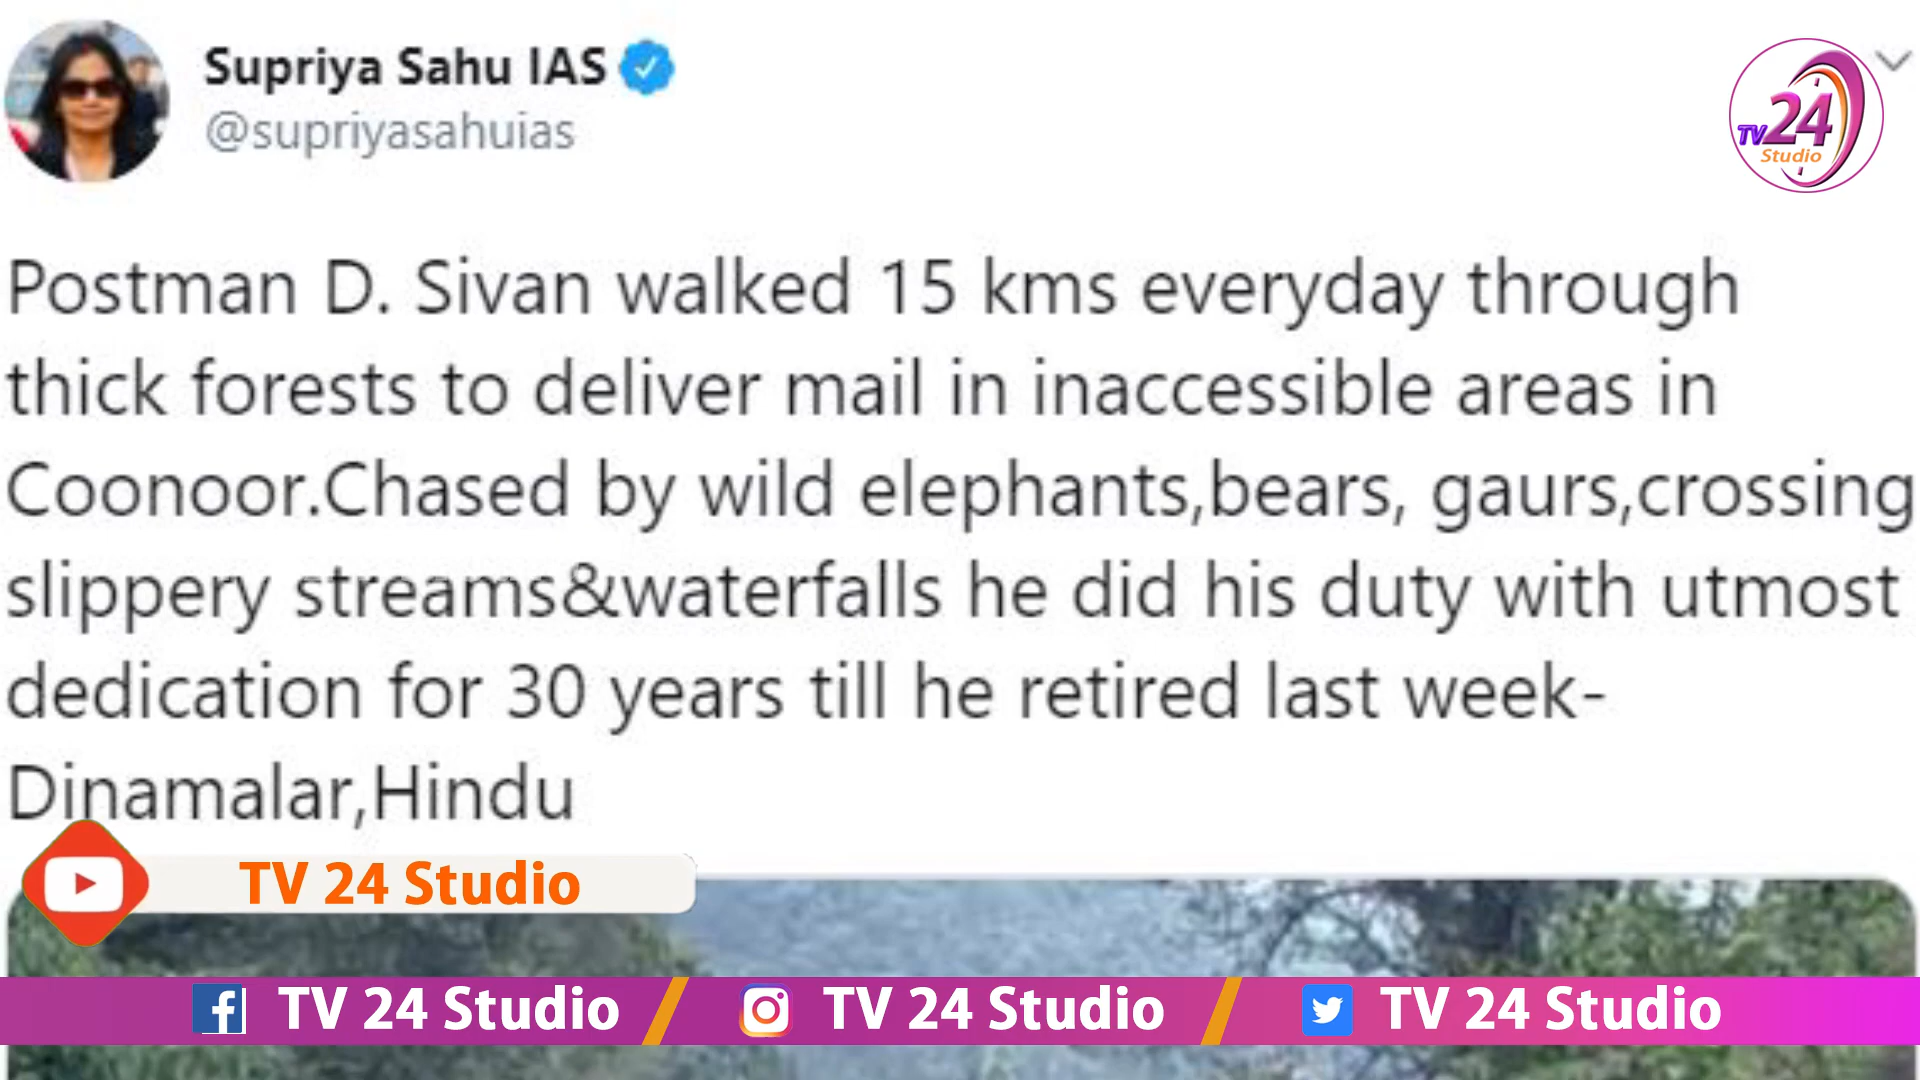 Supriya Sahu IAS
@supriyasahuias
TV 24
Studio
Postman D. Sivan walked 15 kms everyday through
thick forests to deliver mail in inaccessible areas in
Coonoor.Chased by wild elephants,bears, gaurs,crossing
slippery streams&waterfalls he did his duty with utmost
dedication for 30 years till he retired last week-
Dinamalar,Hindu
TV 24 Studio
TV 24 Studio
TV 24 Studio
TV 24 Studio